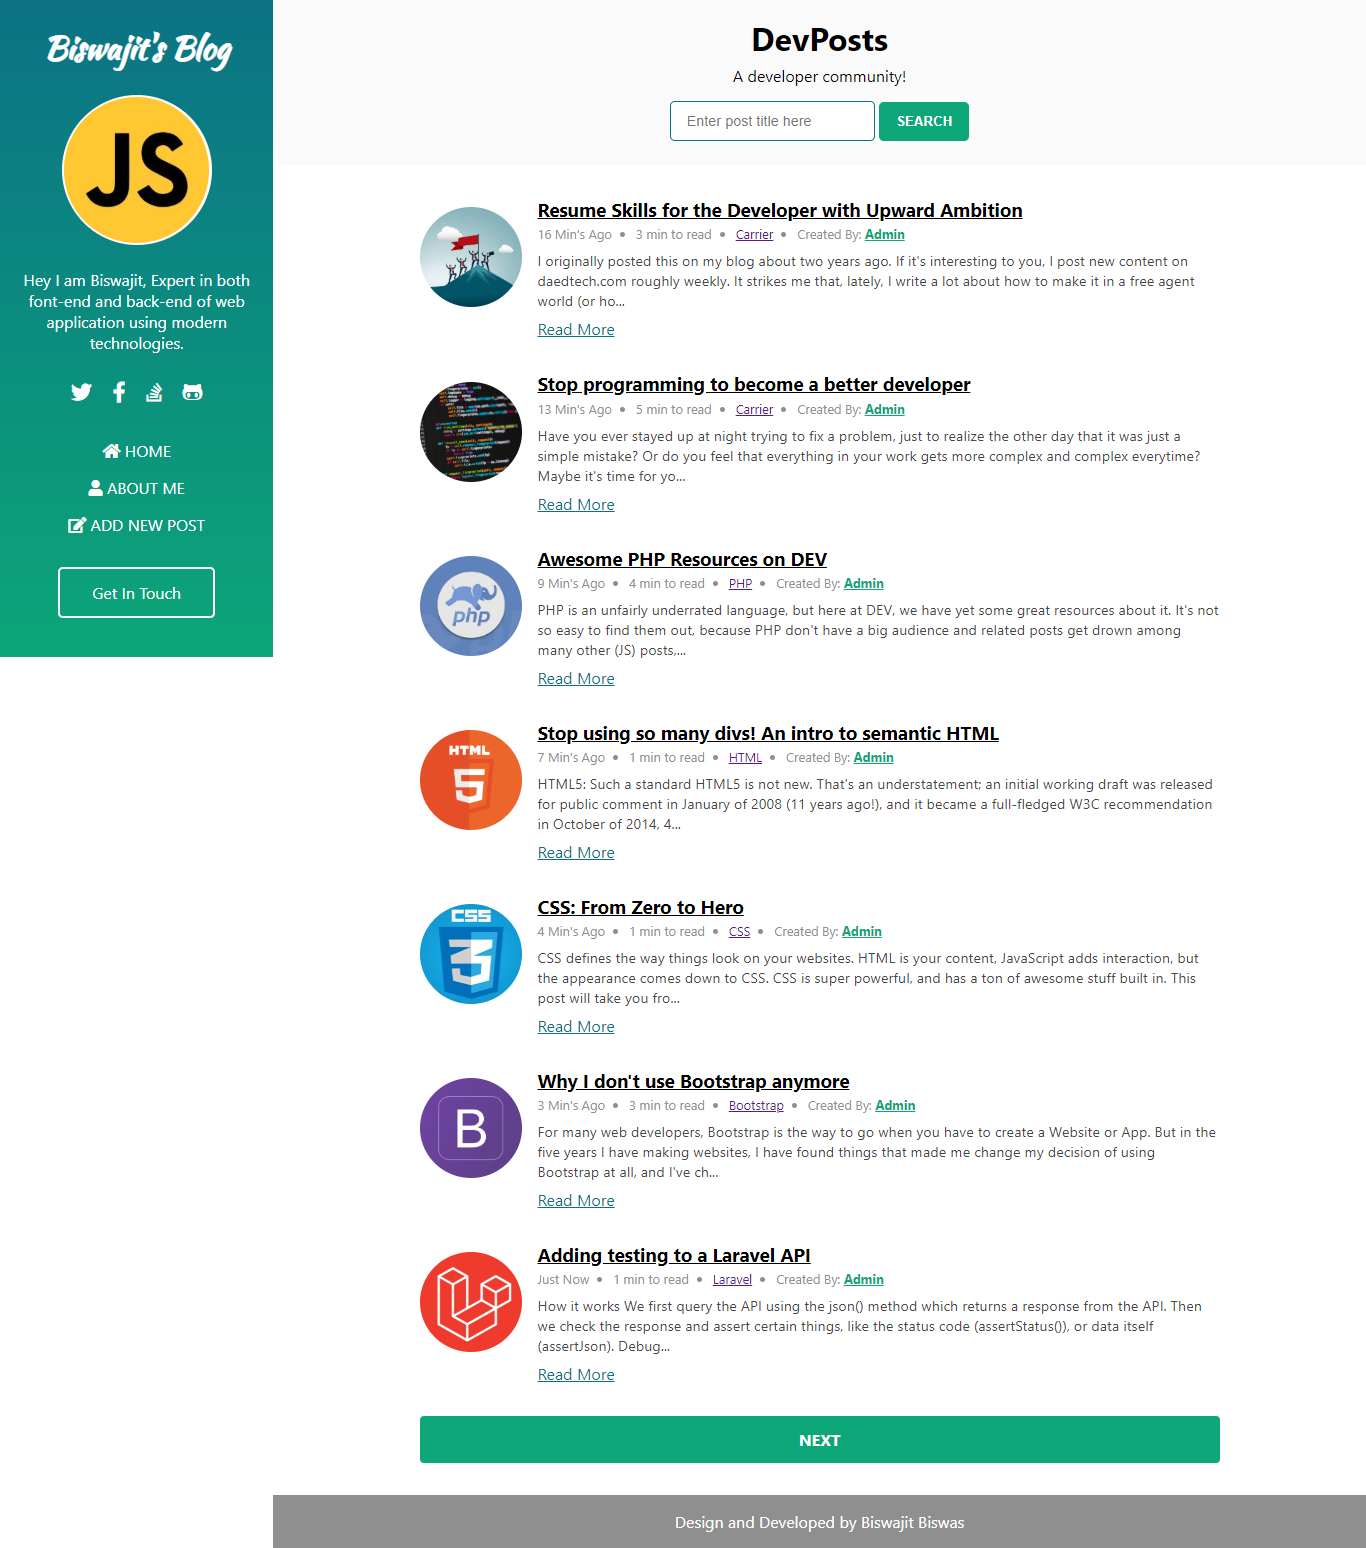 Biswajit's Blog
JS
Hey I am Biswajit, Expert in both
font-end and back-end of web
application using modern
technologies.
HOME
ABOUT ME
ADD NEW POST
Get In Touch
DevPosts
A developer community!
Enter post title here
SEARCH
Resume Skills for the Developer with Upward Ambition
16 Min's Ago • 3 min to read • Carrier • Created By: Admin
I originally posted this on my blog about two years ago. If it's interesting to you, I post new content on
daedtech.com roughly weekly. It strikes me that, lately, I write a lot about how to make it in a free agent
world (or ho...
Read More
Stop programming to become a better developer
13 Min's Ago • 5 min to read • Carrier • Created By: Admin
Have you ever stayed up at night trying to fix a problem, just to realize the other day that it was just a
simple mistake? Or do you feel that everything in your work gets more complex and complex everytime?
Maybe it's time for yo...
Read More
php
Awesome PHP Resources on DEV
9 Min's Ago • 4 min to read • PHP • Created By: Admin
PHP is an unfairly underrated language, but here at DEV, we have yet some great resources about it. It's not
so easy to find them out, because PHP don't have a big audience and related posts get drown among
many other (JS) posts,...
Read More
HTML
5
Stop using so many divs! An intro to semantic HTML
7 Min's Ago • 1 min to read • HTML • Created By: Admin
HTML5: Such a standard HTML5 is not new. That's an understatement; an initial working draft was released
for public comment in January of 2008 (11 years ago!), and it became a full-fledged W3C recommendation
in October of 2014, 4...
Read More
CSS
3
CSS: From Zero to Hero
4 Min's Ago • 1 min to read • CSS • Created By: Admin
CSS defines the way things look on your websites. HTML is your content, JavaScript adds interaction, but
the appearance comes down to CSS. CSS is super powerful, and has a ton of awesome stuff built in. This
post will take you fro...
Read More
B
Why I don't use Bootstrap anymore
3 Min's Ago • 3 min to read • Bootstrap • Created By: Admin
For many web developers, Bootstrap is the way to go when you have to create a Website or App. But in the
five years I have making websites, I have found things that made me change my decision of using
Bootstrap at all, and I've ch...
Read More
Adding testing to a Laravel API
Just Now • 1 min to read • Laravel • Created By: Admin
How it works We first query the API using the json() method which returns a response from the API. Then
we check the response and assert certain things, like the status code (assertStatus()), or data itself
(assertJson). Debug...
Read More
NEXT
Design and Developed by Biswajit Biswas